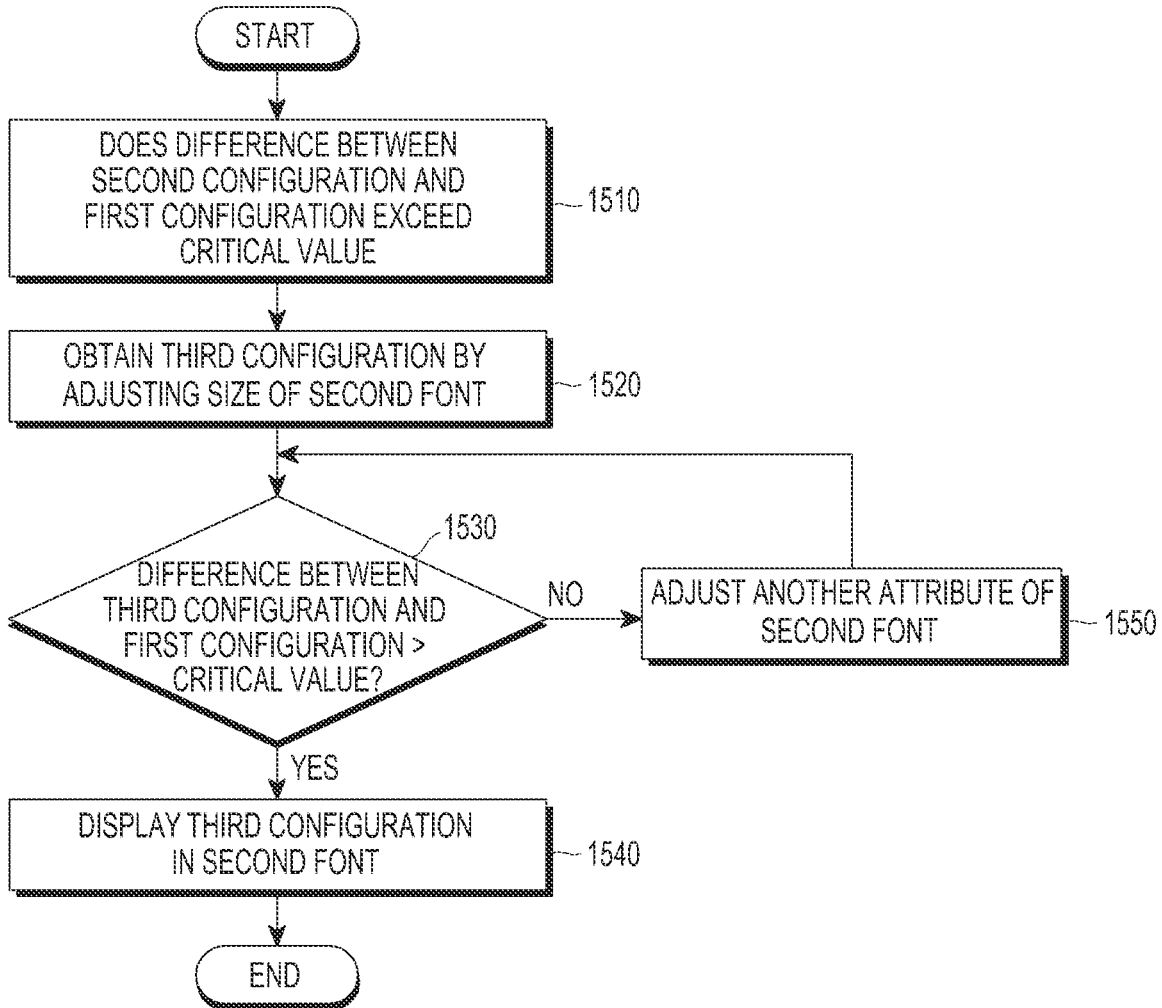 START
DOES DIFFERENCE BETWEEN
SECOND CONFIGURATION AND
FIRST CONFIGURATION EXCEED
CRITICAL VALUE
1510
OBTAIN THIRD CONFIGURATION BY
ADJUSTING SIZE OF SECOND FONT
1520
1530
DIFFERENCE BETWEEN
THIRD CONFIGURATION AND
FIRST CONFIGURATION >
CRITICAL VALUE?
NO
ADJUST ANOTHER ATTRIBUTE OF
SECOND FONT
1550
YES
DISPLAY THIRD CONFIGURATION
IN SECOND FONT
1540
END